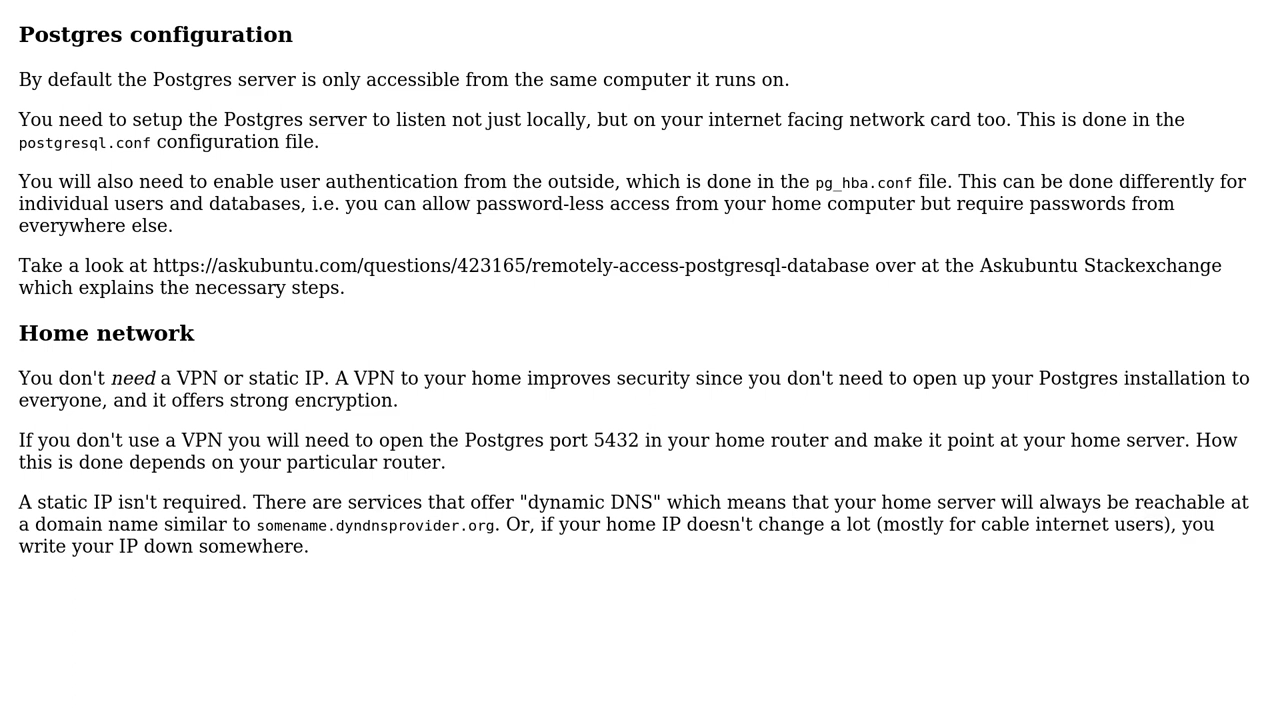 Postgres configuration
By default the Postgres server is only accessible from the same computer it runs on.
You need to setup the Postgres server to listen not just locally, but on your internet facing network card too. This is done in the
postgresql.conf configuration file.
You will also need to enable user authentication from the outside, which is done in the pg_hba.conf file. This can be done differently for
individual users and databases, i.e. you can allow password-less access from your home computer but require passwords from
everywhere else.
Take a look at https://askubuntu.com/questions/423165/remotely-access-postgresql-database over at the Askubuntu Stackexchange
which explains the necessary steps.
Home network
You don't need a VPN or static IP. A VPN to your home improves security since you don't need to open up your Postgres installation to
everyone, and it offers strong encryption.
If you don't use a VPN you will need to open the Postgres port 5432 in your home router and make it point at your home server. How
this is done depends on your particular router.
A static IP isn't required. There are services that offer "dynamic DNS" which means that your home server will always be reachable at
a domain name similar to somename.dyndnsprovider.org. Or, if your home IP doesn't change a lot (mostly for cable internet users), you
write your IP down somewhere.